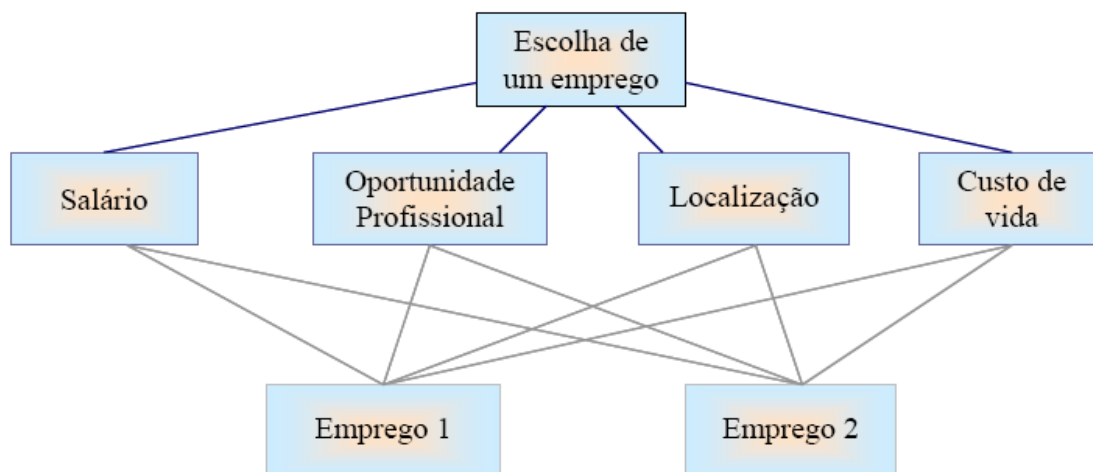 Escolha de
um emprego
Salário
Oportunidade
Profissional
Localização
Custo de
vida
Emprego 1
Emprego 2